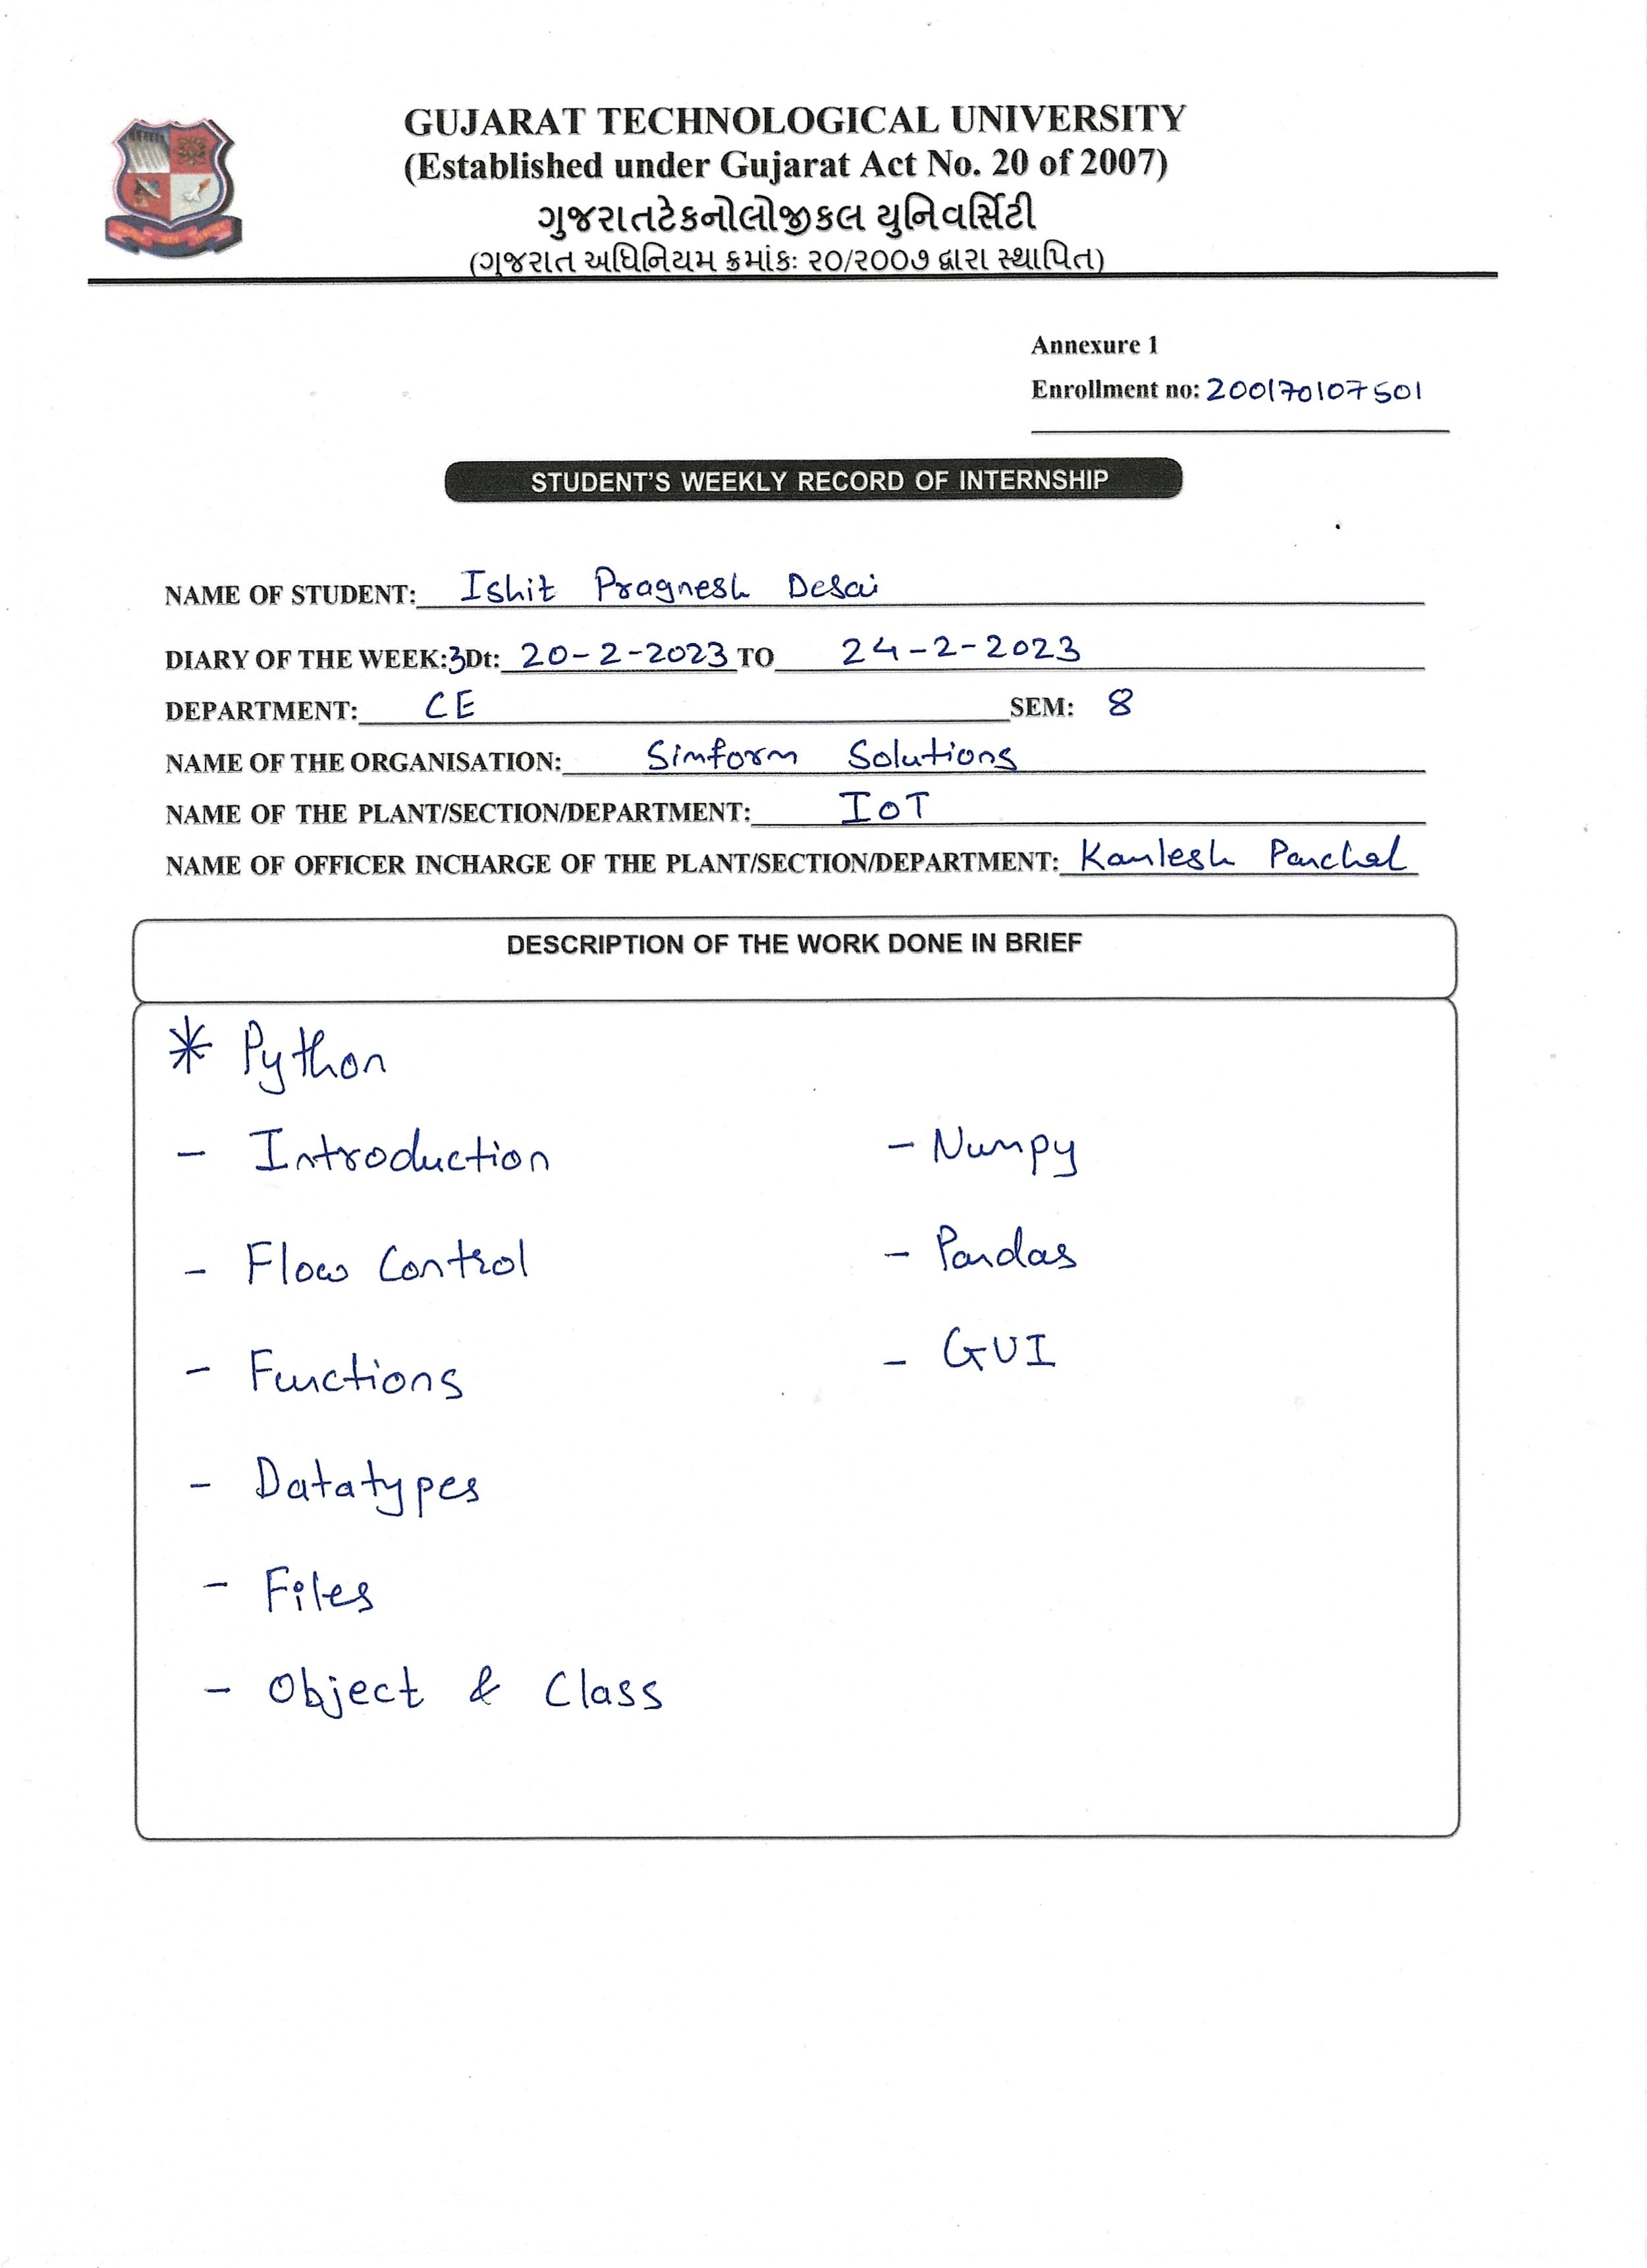 GUJARAT TECHNOLOGICAL UNIVERSITY
(Established under Gujarat Act No. 20 of 2007)
ગુજરાતટેકનોલોજીકલ યુનિવર્સિટી
(ગુજરાત અધિનિયમ ક્રમાંકઃ ૨૦/૨૦૦૭ દ્વારા સ્થાપિત)
Annexure 1
Enrollment no: 200170107501
STUDENT'S WEEKLY RECORD OF INTERNSHIP
NAME OF STUDENT: Ishit Pragnesh Desai
DIARY OF THE WEEK:3Dt: 20-2-2023 TO 24-2-2023
DEPARTMENT: CE SEM: 8
NAME OF THE ORGANISATION: Simform Solutions
NAME OF THE PLANT/SECTION/DEPARTMENT: IoT
NAME OF OFFICER INCHARGE OF THE PLANT/SECTION/DEPARTMENT: Kamlesh Panchal
DESCRIPTION OF THE WORK DONE IN BRIEF
* Python
- Introduction
- Flow Control
- Functions
- Datatypes
- Files
- Object & Class
- Numpy
- Pandas
- GUI